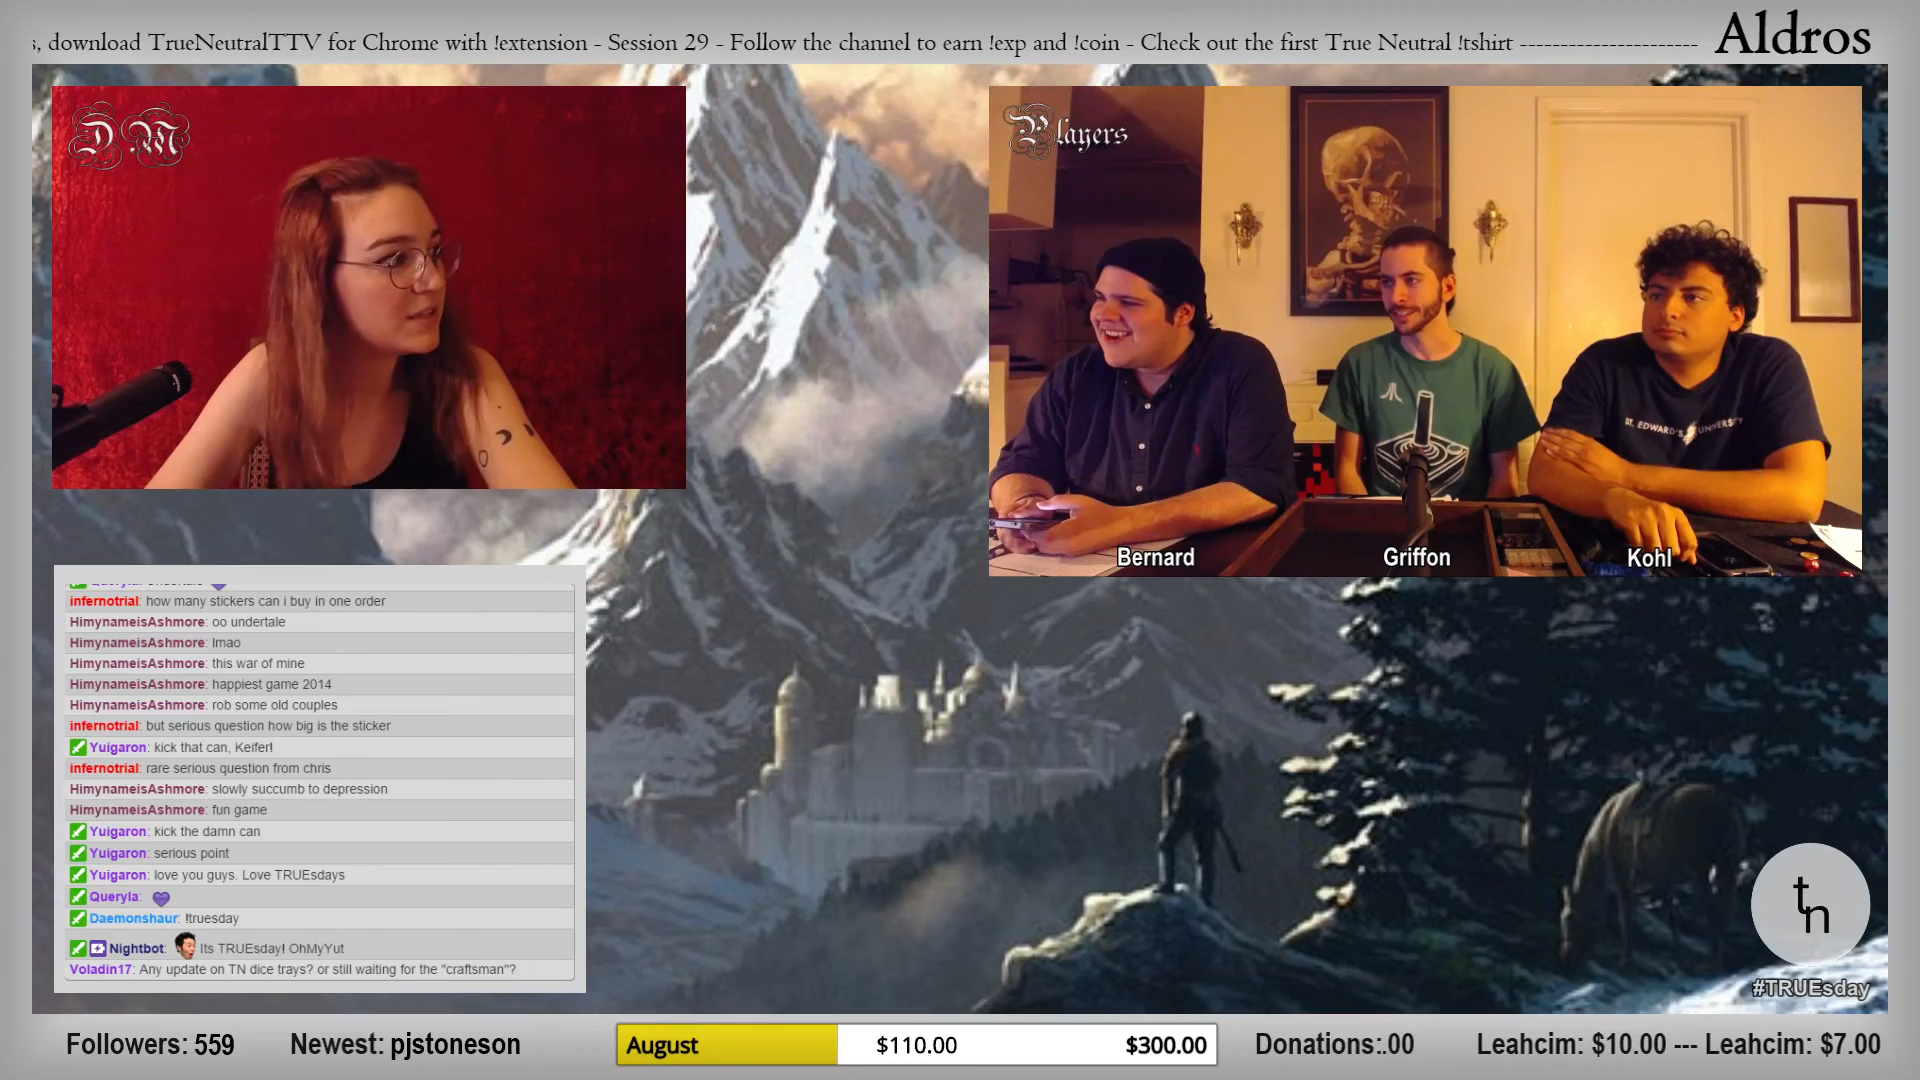 , download TrueNeutralTTV for Chrome with !extension - Session 29 - Follow the channel to earn !exp and !coin - Check out the first True Neutral !tshirt ----------------------
Aldros
DM
Players
ST. EDWARD'S UNIVERSITY
Bernard
Griffon
Kohl
infernotrial: how many stickers can i buy in one order
HimynameisAshmore: oo undertale
HimynameisAshmore: lmao
HimynameisAshmore: this war of mine
HimynameisAshmore: happiest game 2014
HimynameisAshmore: rob some old couples
infernotrial: but serious question how big is the sticker
Yuigaron: kick that can, Keifer!
infernotrial: rare serious question from chris
HimynameisAshmore: slowly succumb to depression
HimynameisAshmore: fun game
Yuigaron: kick the damn can
Yuigaron: serious point
Yuigaron: love you guys. Love TRUEsdays
Queryla:
Daemonshaur: !truesday
Nightbot: Its TRUEsday! OhMyYut
Voladin17: Any update on TN dice trays? or still waiting for the "craftsman"?
tn
#TRUEsday
Followers: 559
Newest: pjstoneson
August $110.00 $300.00
Donations:.00
Leahcim: $10.00 --- Leahcim: $7.00